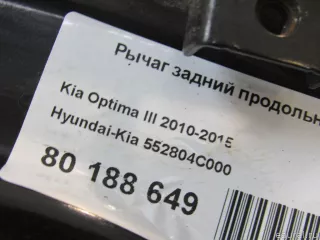 Рычаг задний продольн
Kia Optima III 2010-2015
Hyundai-Kia 552804C000
80 188 649